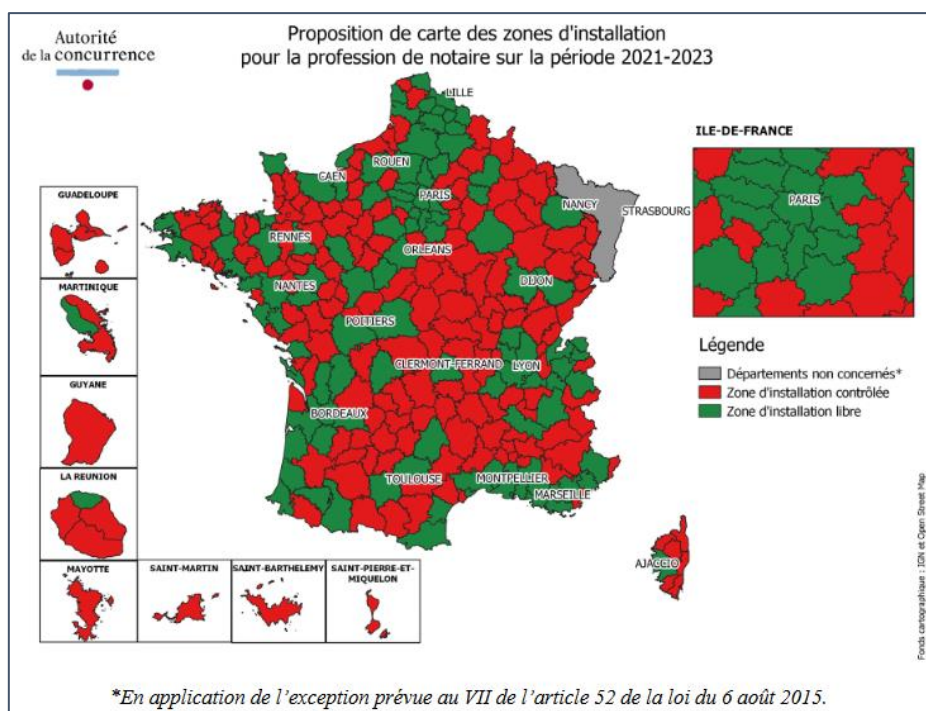 Autorité
de la concurrence
Proposition de carte des zones d'installation
pour la profession de notaire sur la période 2021-2023
LILLE
ROUEN
CAEN
PARIS
NANCY
STRASBOURG
RENNES
ORLEANS
NANTES
DIJON
POITIERS
CLERMONT-FERRAND
LYON
BORDEAUX
TOULOUSE
MONTPELLIER
MARSEILLE
AJACCIO
GUADELOUPE
MARTINIQUE
GUYANE
LA REUNION
MAYOTTE
SAINT-MARTIN
SAINT-BARTHELEMY
SAINT-PIERRE-ET-
MIQUELON
ILE-DE-FRANCE
PARIS
Légende
Départements non concernés*
Zone d'installation contrôlée
Zone d'installation libre
Fonds cartographique : IGN et Open Street Map
*En application de l'exception prévue au VII de l'article 52 de la loi du 6 août 2015.